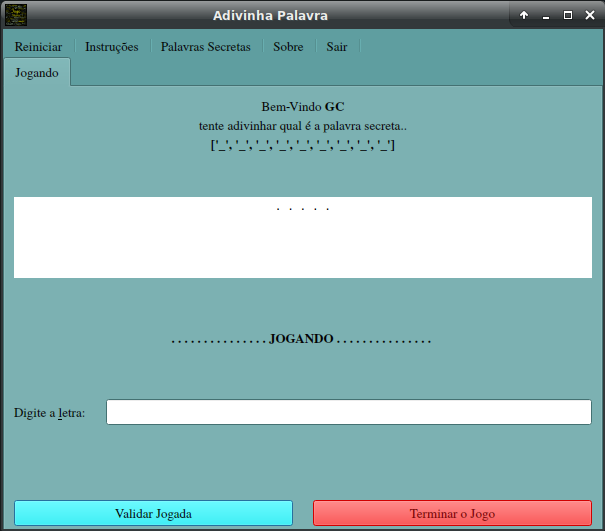 Adivinha Palavra
Reiniciar Instruções Palavras Secretas Sobre Sair
Jogando
Bem-Vindo GC
tente adivinhar qual é a palavra secreta..
['_', '_', '_', '_', '_', '_', '_', '_', '_']
. . . . .
. . . . . . . . . . . . . . . JOGANDO . . . . . . . . . . . . . . .
Digite a letra:
Validar Jogada Terminar o Jogo